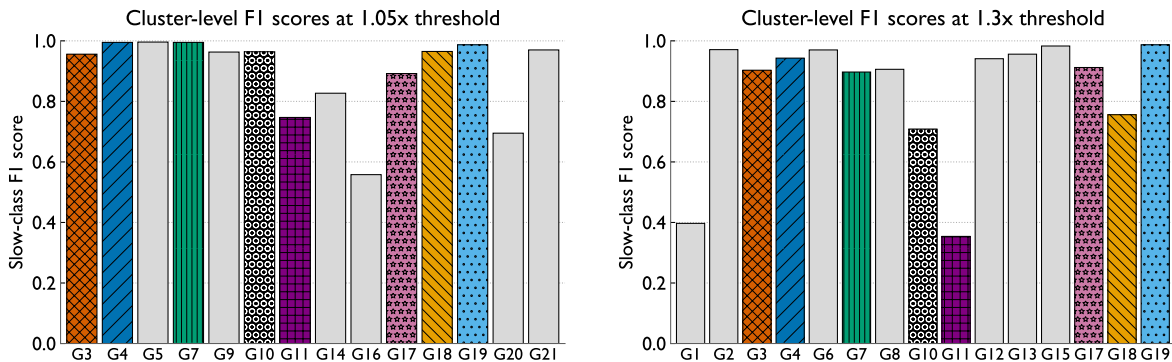 Cluster-level F1 scores at 1.05x threshold
Slow-class F1 score
1.0
0.8
0.6
0.4
0.2
0.0
G3 G4 G5 G7 G9 G10 G11 G14 G16 G17 G18 G19 G20 G21
Cluster-level F1 scores at 1.3x threshold
Slow-class F1 score
1.0
0.8
0.6
0.4
0.2
0.0
G1 G2 G3 G4 G6 G7 G8 G10 G11 G12 G13 G15 G17 G18